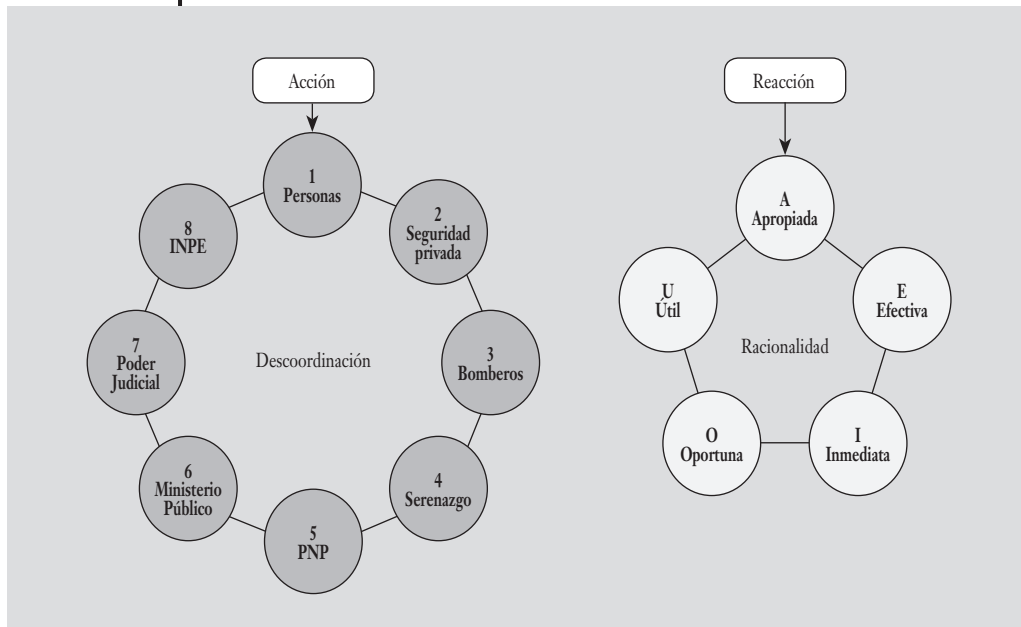 Acción
1
Personas
2
Seguridad
privada
3
Bomberos
4
Serenazgo
5
PNP
6
Ministerio
Público
7
Poder
Judicial
8
INPE
Descoordinación
Reacción
A
Apropiada
E
Efectiva
I
Inmediata
O
Oportuna
U
Útil
Racionalidad